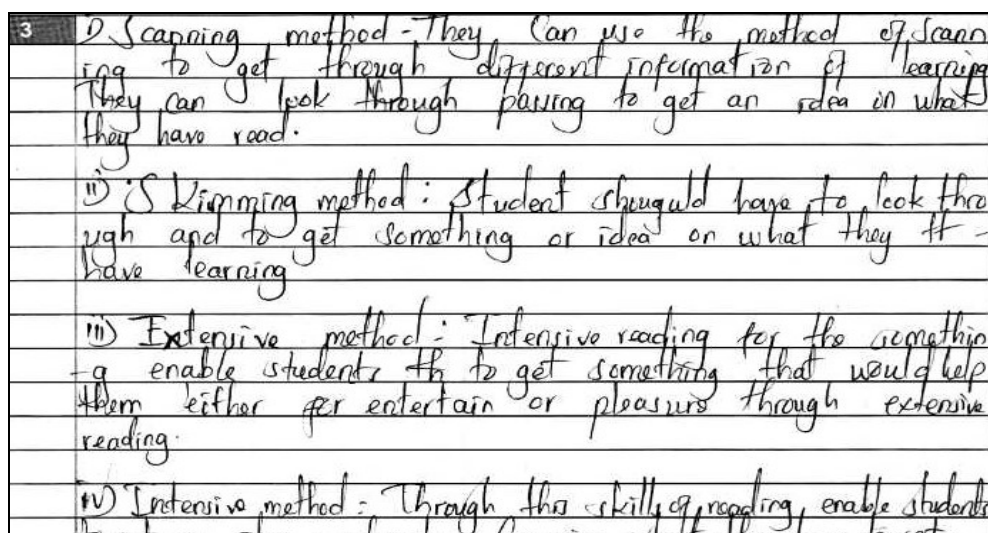 3
i) Scanning method - They Can use the method of scann
ing to get through different information of learning
They can look through passing to get an idea on what
they have read.
ii) Skimming method : Student shouguld have to look thro
ugh and to get something or idea on what they tt -
have learning
iii) Extensive method : Intensive reading for the somethin
-g enable students th to get something that would help
them either for entertain or pleasure through extensive
reading.
iv) Intensive method : Through this skill of reading, enable students